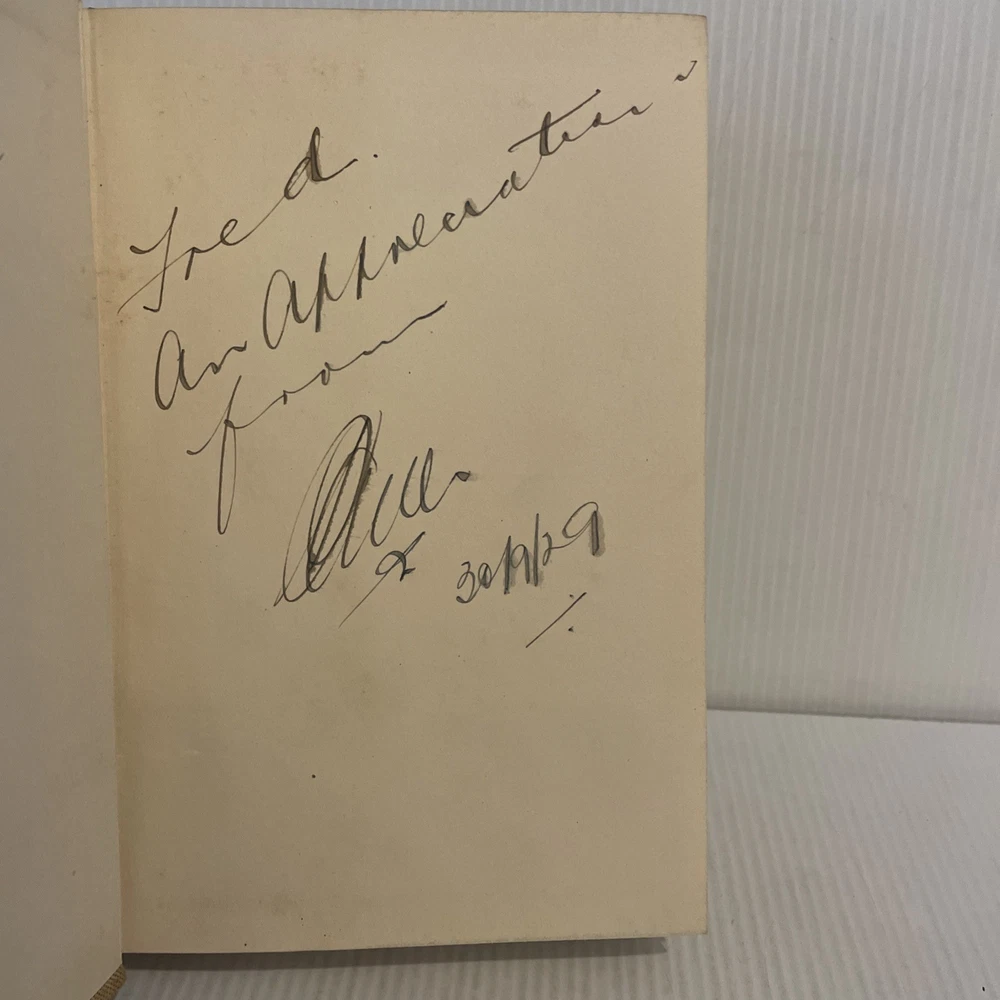 Fred.
An Appreciation
from
30/9/29